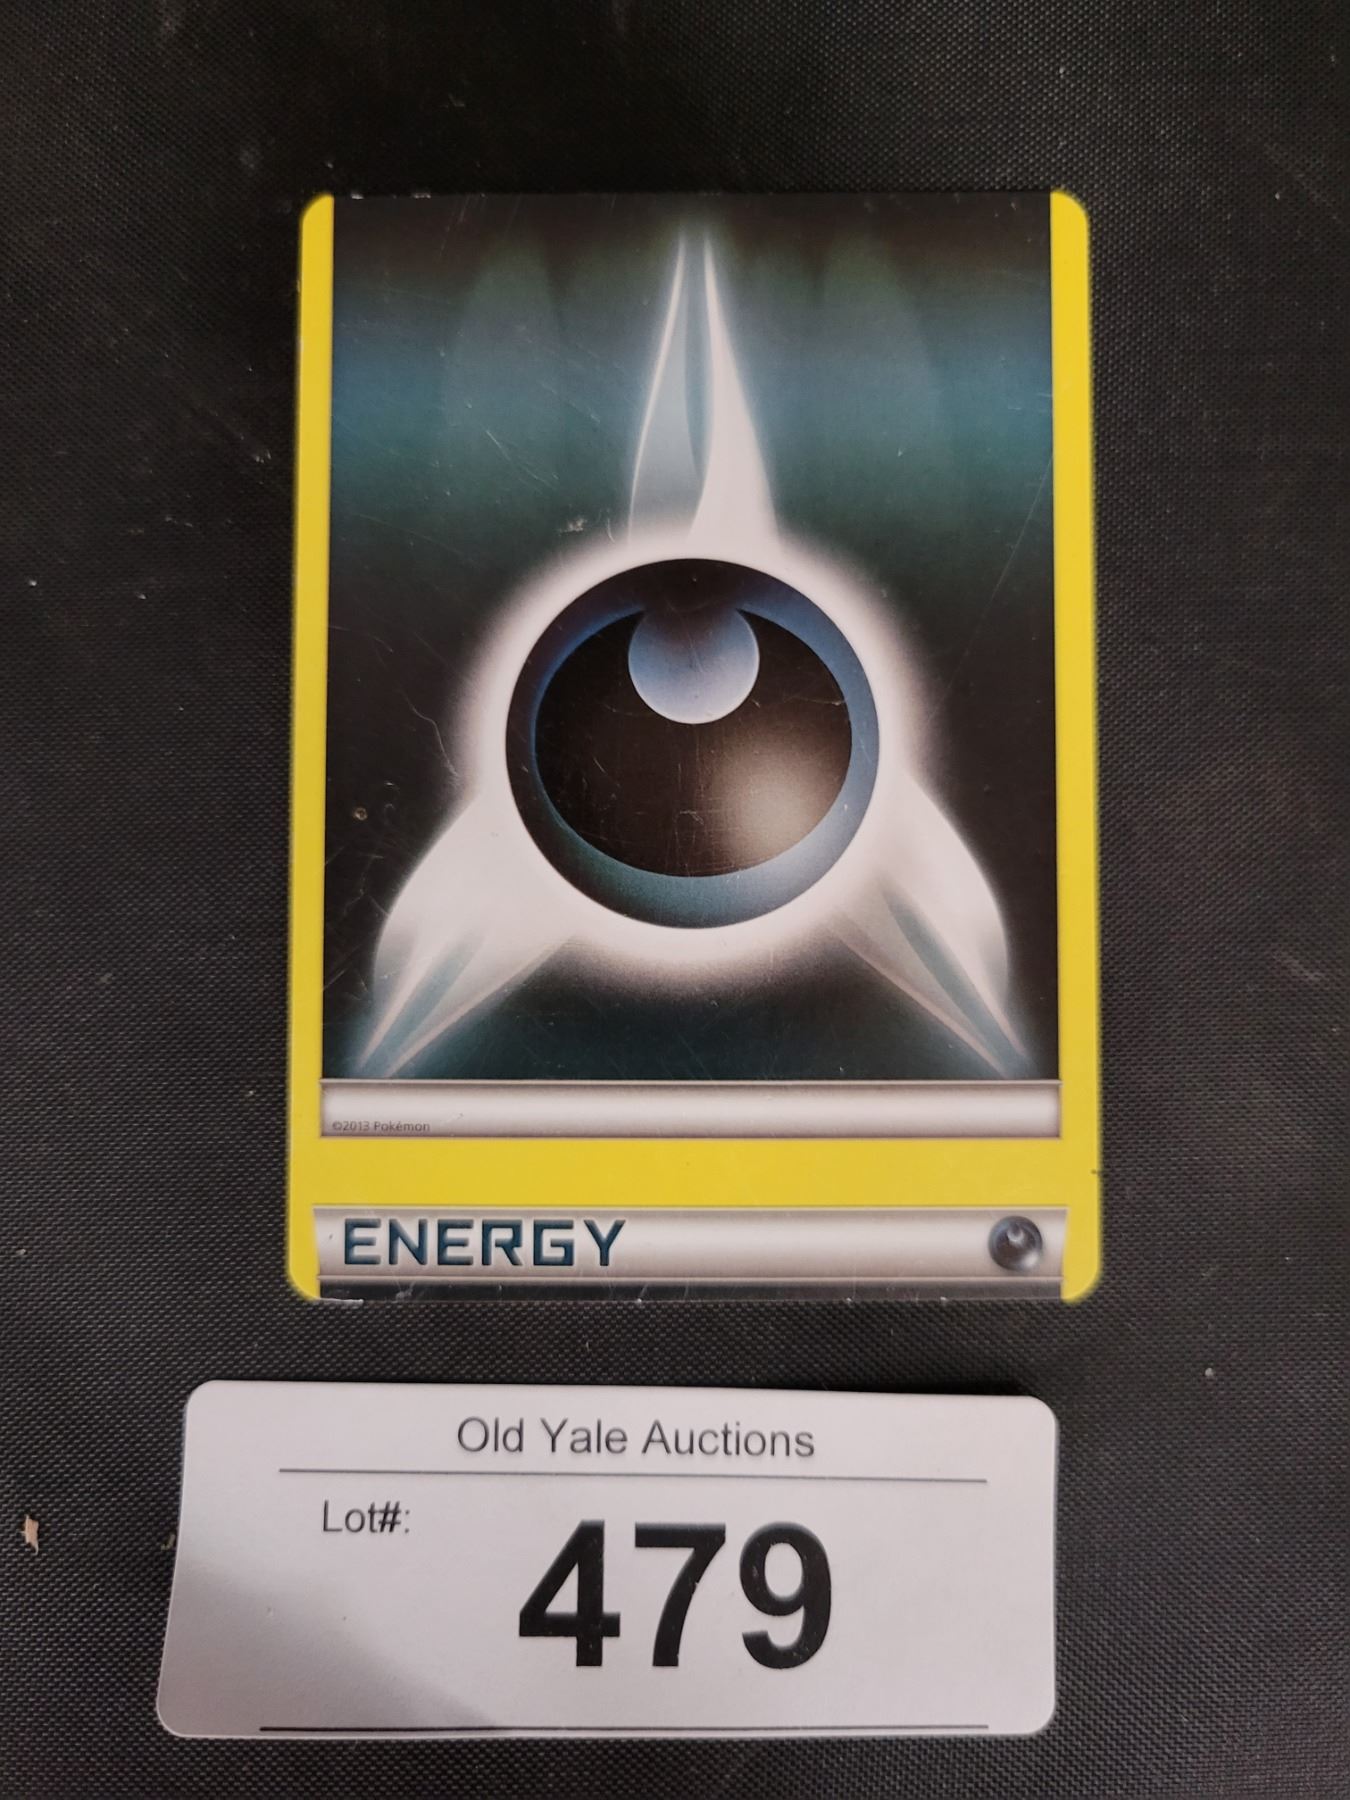 ©2013 Pokémon
ENERGY
Old Yale Auctions
Lot#:
479